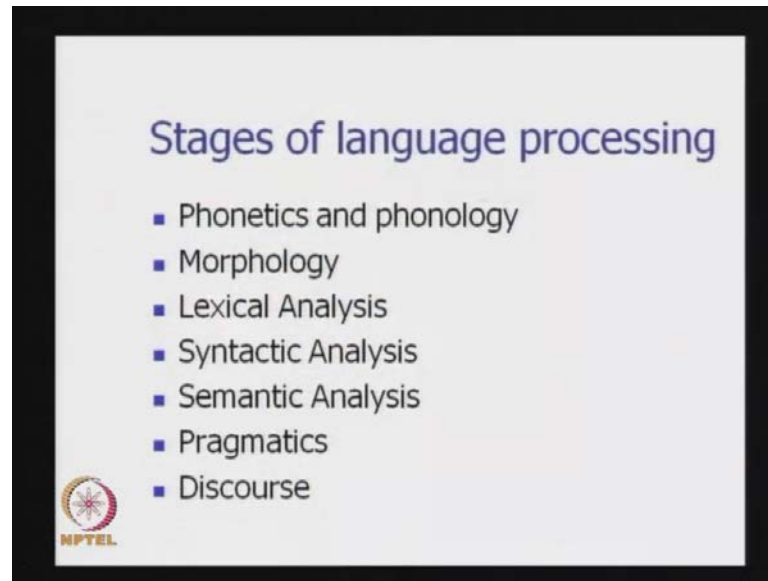 Stages of language processing
▪ Phonetics and phonology
▪ Morphology
▪ Lexical Analysis
▪ Syntactic Analysis
▪ Semantic Analysis
▪ Pragmatics
▪ Discourse
NPTEL